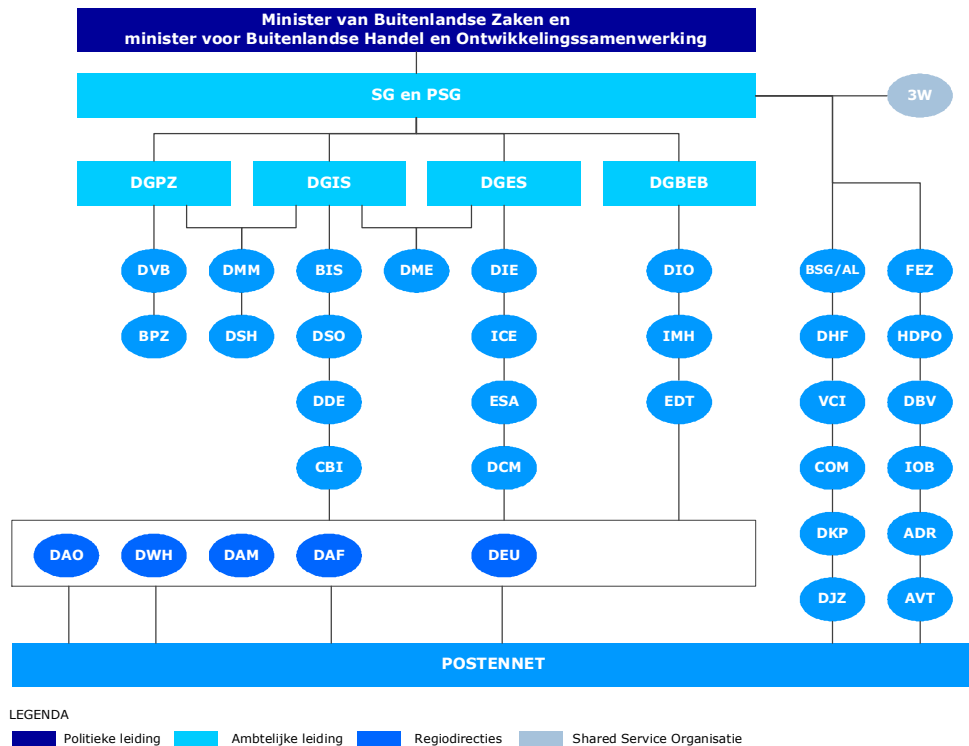 Minister van Buitenlandse Zaken en
minister voor Buitenlandse Handel en Ontwikkelingssamenwerking
SG en PSG
3W
DGPZ
DGIS
DGES
DGBEB
DVB
DMM
BIS
DME
DIE
DIO
BSG/AL
FEZ
BPZ
DSH
DSO
ICE
IMH
DHF
HDPO
DDE
ESA
EDT
VCI
DBV
CBI
DCM
COM
IOB
DAO
DWH
DAM
DAF
DEU
DKP
ADR
DJZ
AVT
POSTENNET
LEGENDA
Politieke leiding
Ambtelijke leiding
Regiodirecties
Shared Service Organisatie